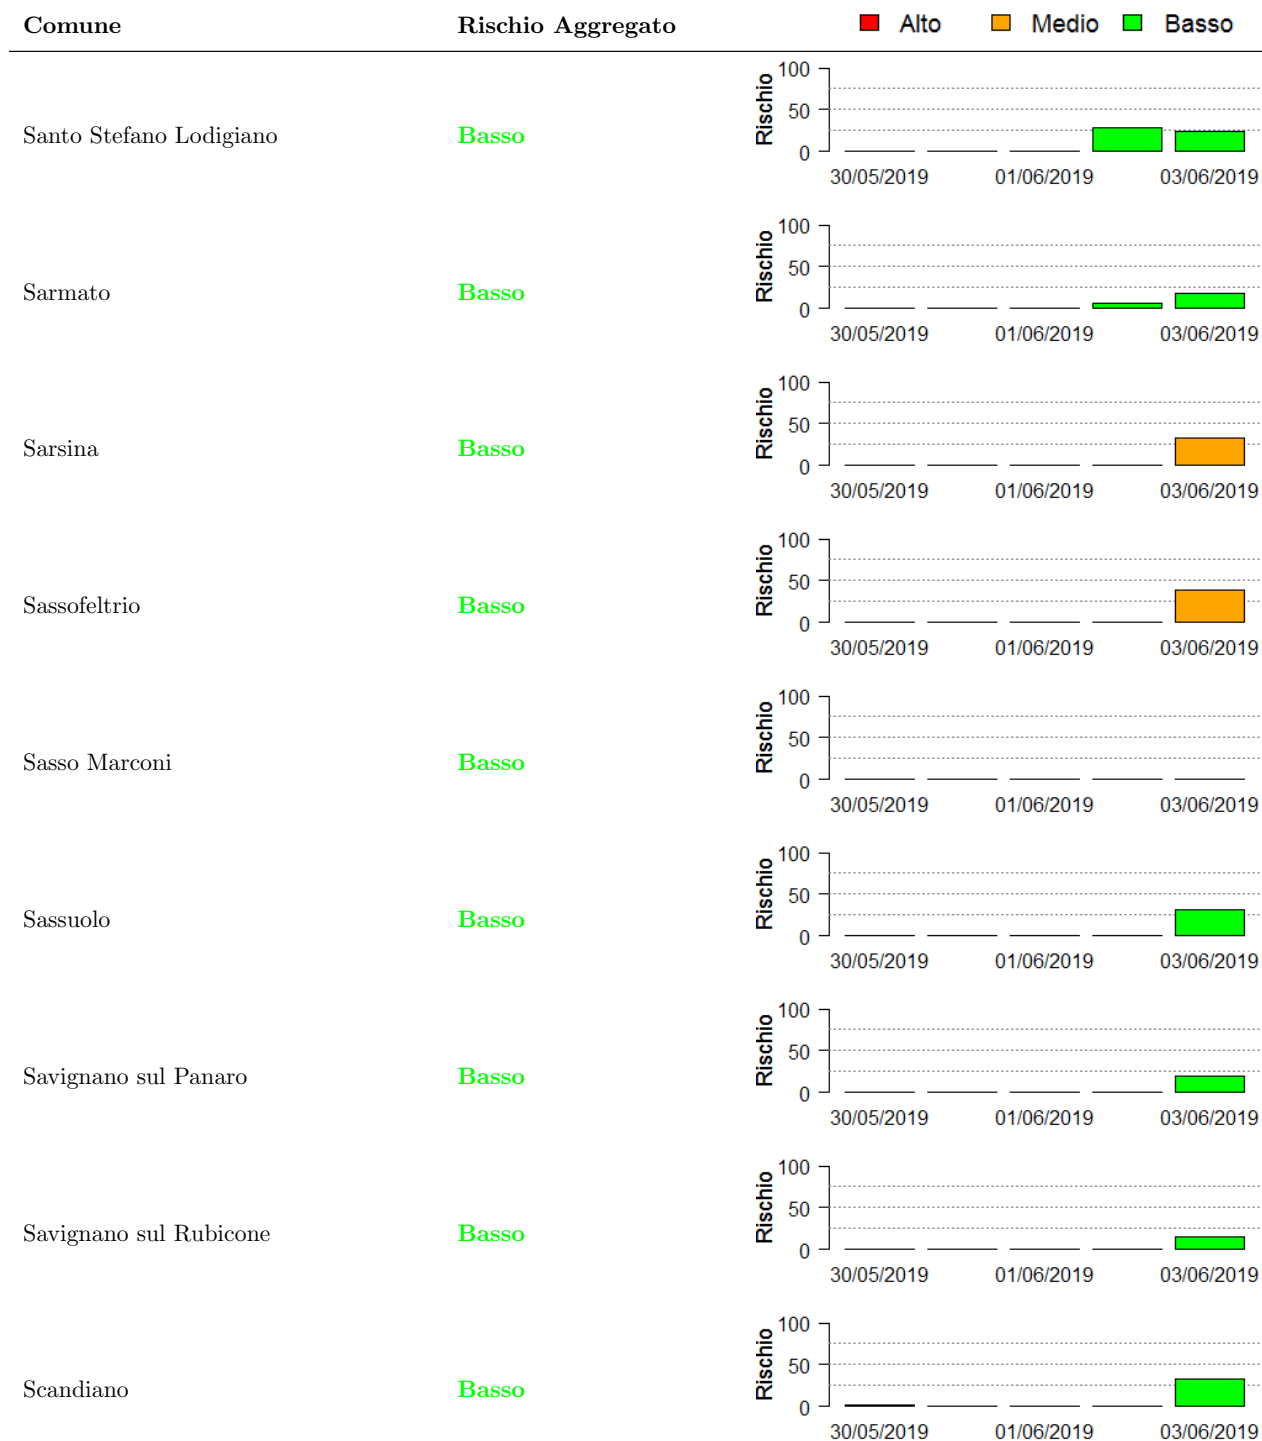 Comune Rischio Aggregato Alto Medio Basso
Santo Stefano Lodigiano Basso
Rischio
100
50
0
30/05/2019 01/06/2019 03/06/2019
Sarmato Basso
Rischio
100
50
0
30/05/2019 01/06/2019 03/06/2019
Sarsina Basso
Rischio
100
50
0
30/05/2019 01/06/2019 03/06/2019
Sassofeltrio Basso
Rischio
100
50
0
30/05/2019 01/06/2019 03/06/2019
Sasso Marconi Basso
Rischio
100
50
0
30/05/2019 01/06/2019 03/06/2019
Sassuolo Basso
Rischio
100
50
0
30/05/2019 01/06/2019 03/06/2019
Savignano sul Panaro Basso
Rischio
100
50
0
30/05/2019 01/06/2019 03/06/2019
Savignano sul Rubicone Basso
Rischio
100
50
0
30/05/2019 01/06/2019 03/06/2019
Scandiano Basso
Rischio
100
50
0
30/05/2019 01/06/2019 03/06/2019